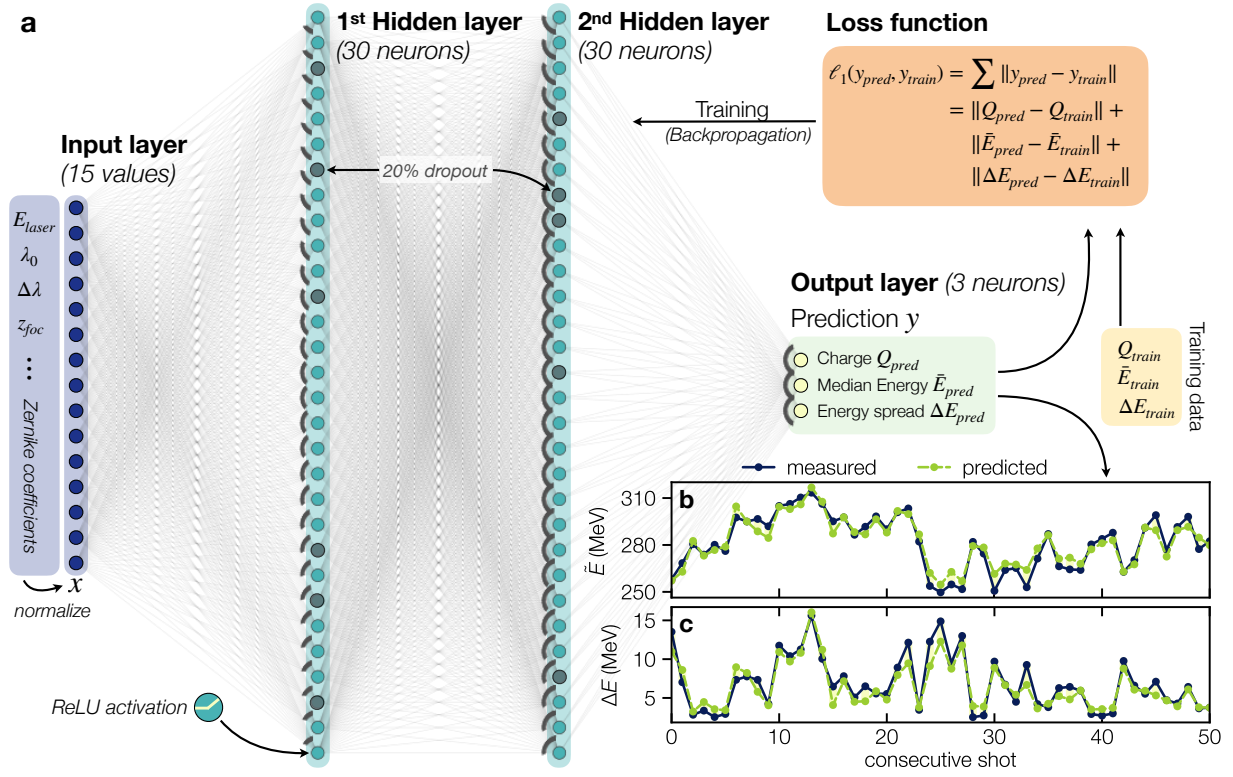 a
1st Hidden layer
(30 neurons)
2nd Hidden layer
(30 neurons)
Loss function
ℓ1(ypred, ytrain) = ∑ ‖ypred − ytrain‖
= ‖Qpred − Qtrain‖ +
‖Ēpred − Ētrain‖ +
‖ΔEpred − ΔEtrain‖
Training
(Backpropagation)
Input layer
(15 values)
20% dropout
Elaser
λ0
Δλ
zfoc
...
Zernike coefficients
x
normalize
ReLU activation
Output layer (3 neurons)
Prediction y
Charge Qpred
Median Energy Ēpred
Energy spread ΔEpred
Qtrain
Ētrain
ΔEtrain
Training data
measured
predicted
b
310
280
250
Ẽ (MeV)
c
15
10
5
ΔE (MeV)
0
10
20
30
40
50
consecutive shot